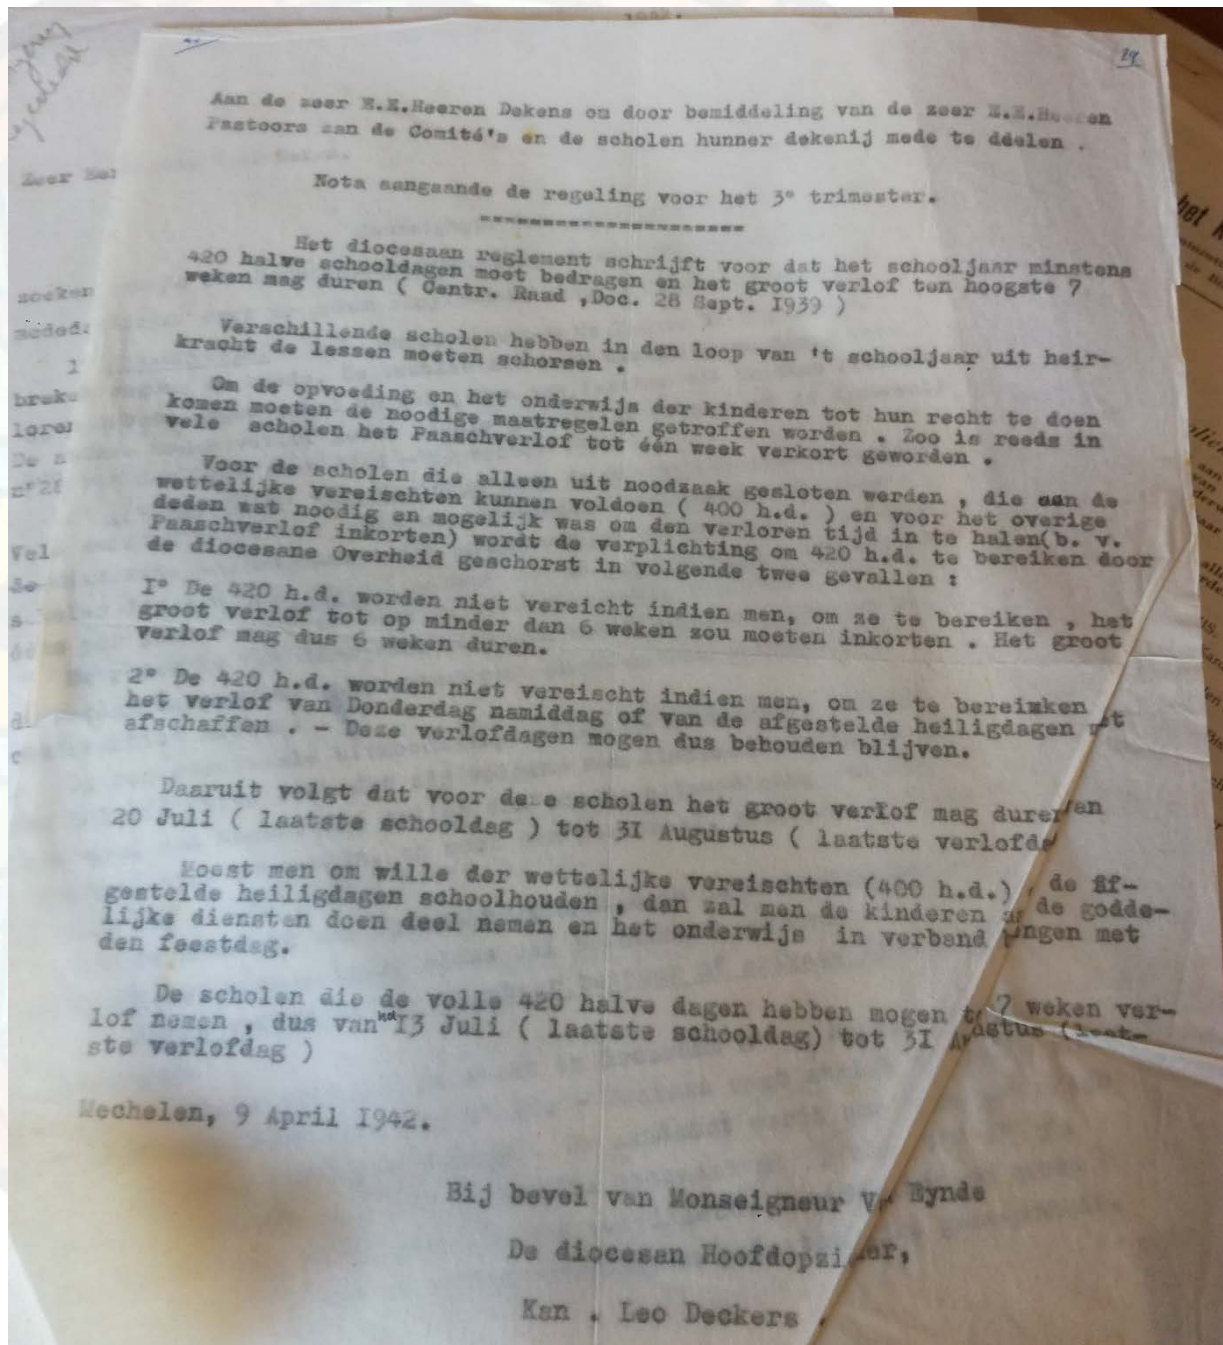 29
Aan de zeer E.E.Heeren Dekens om door bemiddeling van de zeer E.E.Heeren
Pastoors aan de Comité's en de scholen hunner dekenij mede te ddelen .
Nota aangaande de regeling voor het 3° trimester.
Het diocesaan reglement schrijft voor dat het schooljaar minstens
420 halve schooldagen moet bedragen en het groot verlof ten hoogste 7
weken mag duren ( Centr. Raad ,Doc. 28 Sept. I939 )
Verschillende scholen hebben in den loop van 't schooljaar uit heir-
kracht de lessen moeten schorsen .
Om de opvoeding en het onderwijs der kinderen tot hun recht te doen
komen moeten de noodige maatregelen getroffen worden . Zoo is reeds in
vele scholen het Paaschverlof tot één week verkort geworden .
Voor de scholen die alleen uit noodzaak gesloten werden , die aan de
wettelijke vereischten kunnen voldoen ( 400 h.d. ) en voor het overige
deden wat noodig en mogelijk was om den verloren tijd in te halen(b. v.
Paaschverlof inkorten) wordt de verplichting om 420 h.d. te bereiken door
de diocesane Overheid geschorst in volgende twee gevallen :
I° De 420 h.d. worden niet vereicht indien men, om ze te bereiken , het
groot verlof tot op minder dan 6 weken zou moeten inkorten . Het groot
verlof mag dus 6 weken duren.
2° De 420 h.d. worden niet vereischt indien men, om ze te bereimken
het verlof van Donderdag namiddag of van de afgestelde heiligdagen
afschaffen . - Deze verlofdagen mogen dus behouden blijven.
Daaruit volgt dat voor deze scholen het groot verlof mag duren van
20 Juli ( laatste schooldag ) tot 3I Augustus ( laatste verlofda
Moest men om wille der wettelijke vereischten (400 h.d.) , de af-
gestelde heiligdagen schoolhouden , dan zal men de kinderen de godde-
lijke diensten doen deel nemen en het onderwijs in verband met
den feestdag.
De scholen die de volle 420 halve dagen hebben mogen 7 weken ver-
lof nemen , dus van I3 Juli ( laatste schooldag) tot 3I Augustus (laat-
ste verlofdag )
Mechelen, 9 April I942.
Bij bevel van Monseigneur Eynde
De diocesan Hoofdopziener,
Kan . Leo Deckers .